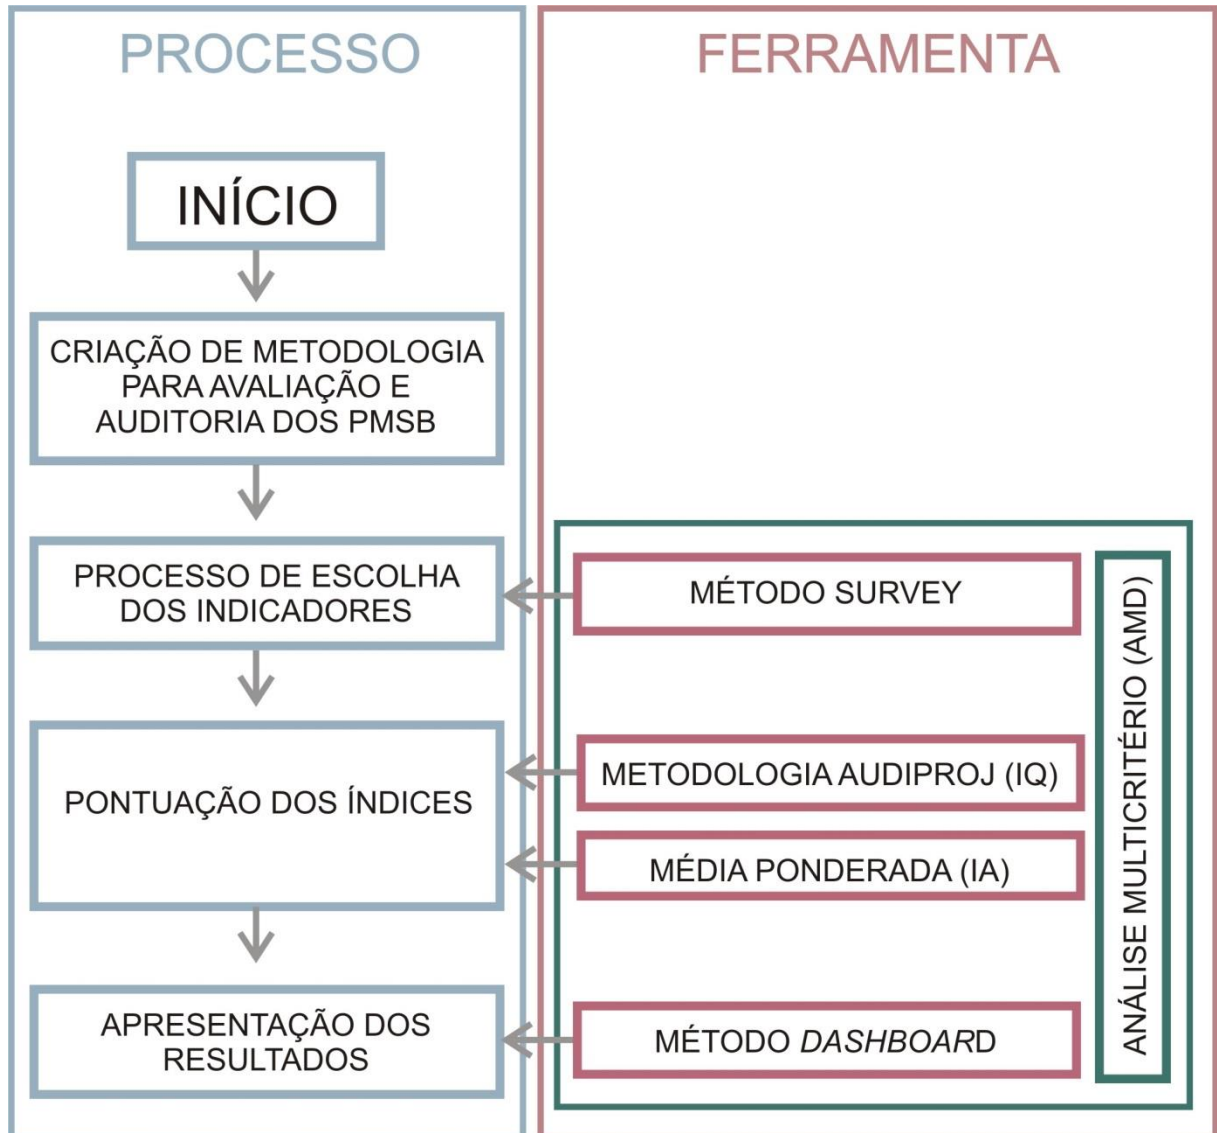 PROCESSO
FERRAMENTA
INÍCIO
CRIAÇÃO DE METODOLOGIA
PARA AVALIAÇÃO E
AUDITORIA DOS PMSB
PROCESSO DE ESCOLHA
DOS INDICADORES
MÉTODO SURVEY
PONTUAÇÃO DOS ÍNDICES
METODOLOGIA AUDIPROJ (IQ)
MÉDIA PONDERADA (IA)
APRESENTAÇÃO DOS
RESULTADOS
MÉTODO DASHBOARD
ANÁLISE MULTICRITÉRIO (AMD)